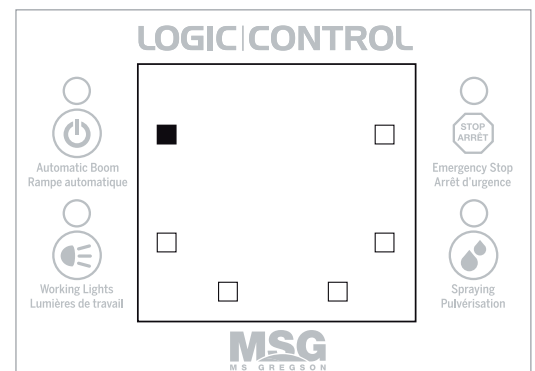 LOGIC|CONTROL
Automatic Boom
Rampe automatique
STOP
ARRÊT
Emergency Stop
Arrêt d'urgence
Working Lights
Lumières de travail
Spraying
Pulvérisation
MSG
MS GREGSON